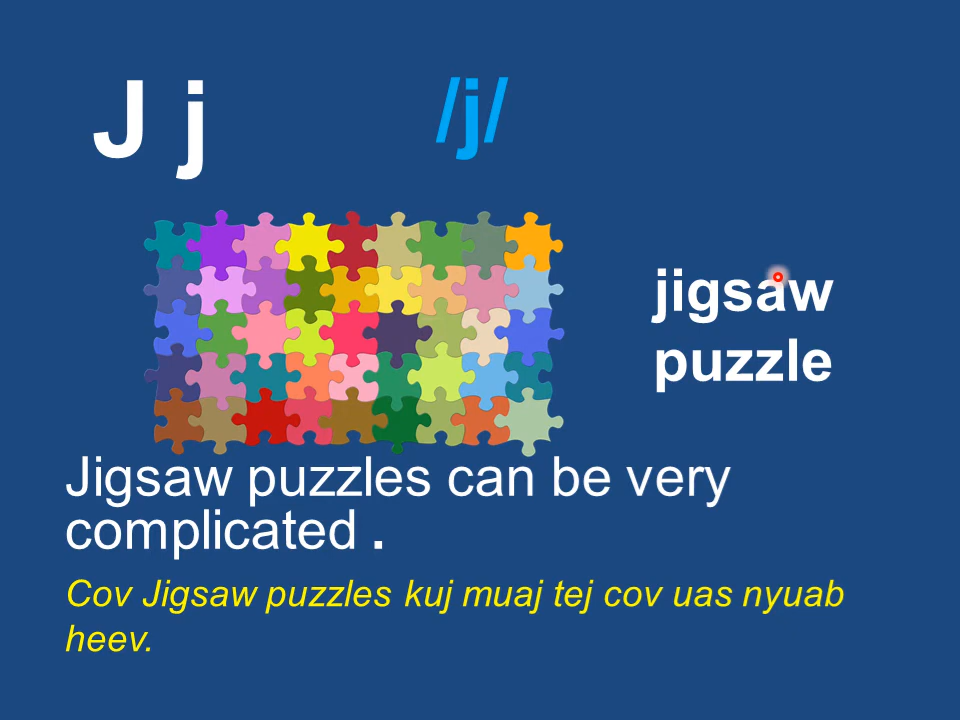 J j
/j/
jigsaw
puzzle
Jigsaw puzzles can be very
complicated .
Cov Jigsaw puzzles kuj muaj tej cov uas nyuab
heev.